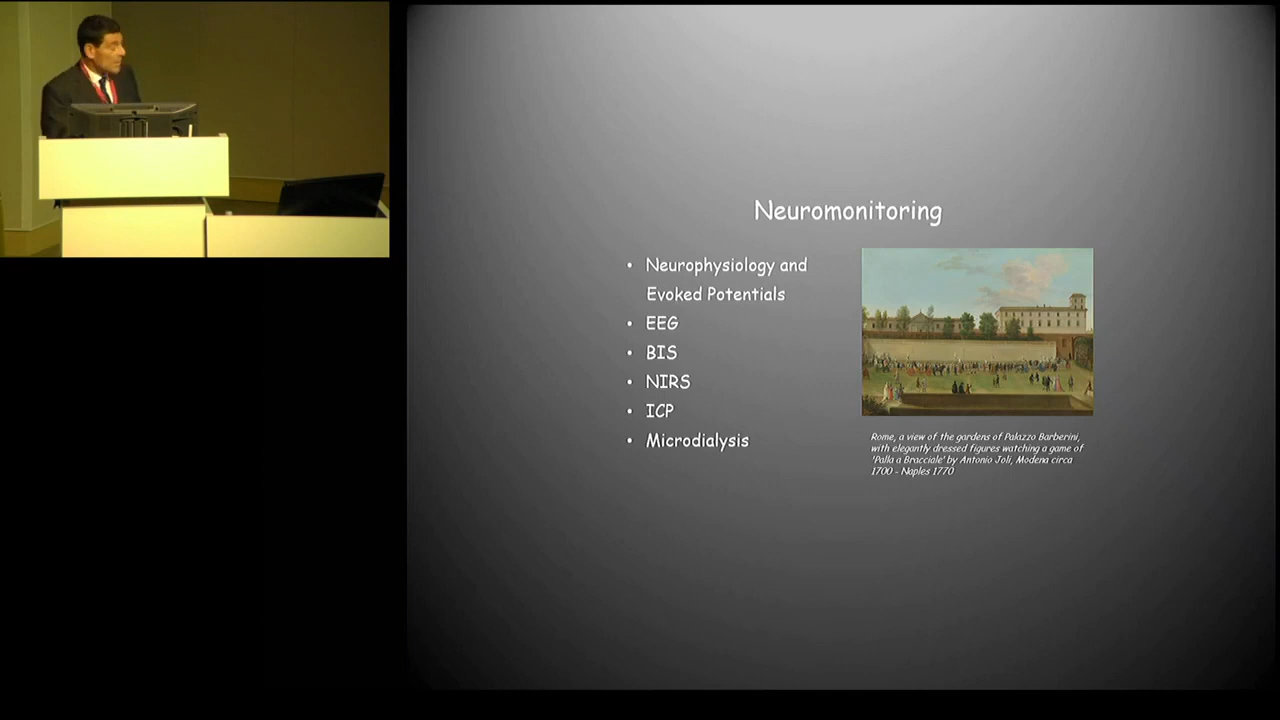 Neuromonitoring
• Neurophysiology and
Evoked Potentials
• EEG
• BIS
• NIRS
• ICP
• Microdialysis
Rome, a view of the gardens of Palazzo Barberini,
with elegantly dressed figures watching a game of
'Palla a Bracciale' by Antonio Joli, Modena circa
1700 - Naples 1770